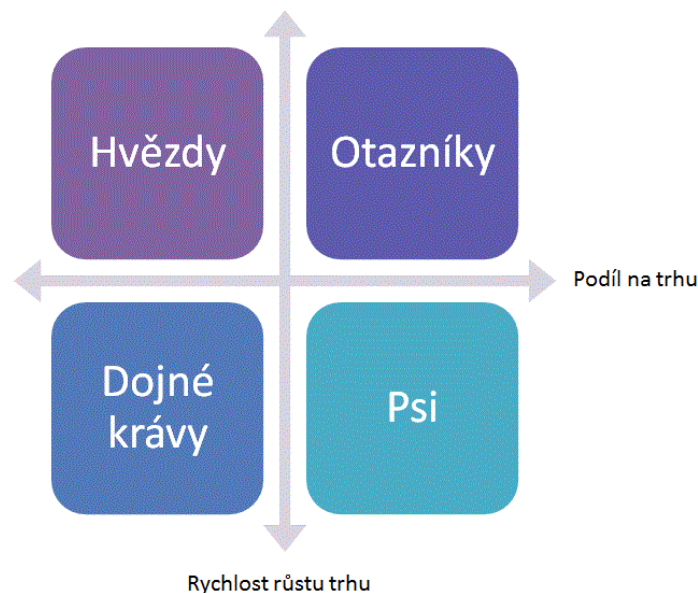 Hvězdy
Otazníky
Podíl na trhu
Dojné
krávy
Psi
Rychlost růstu trhu